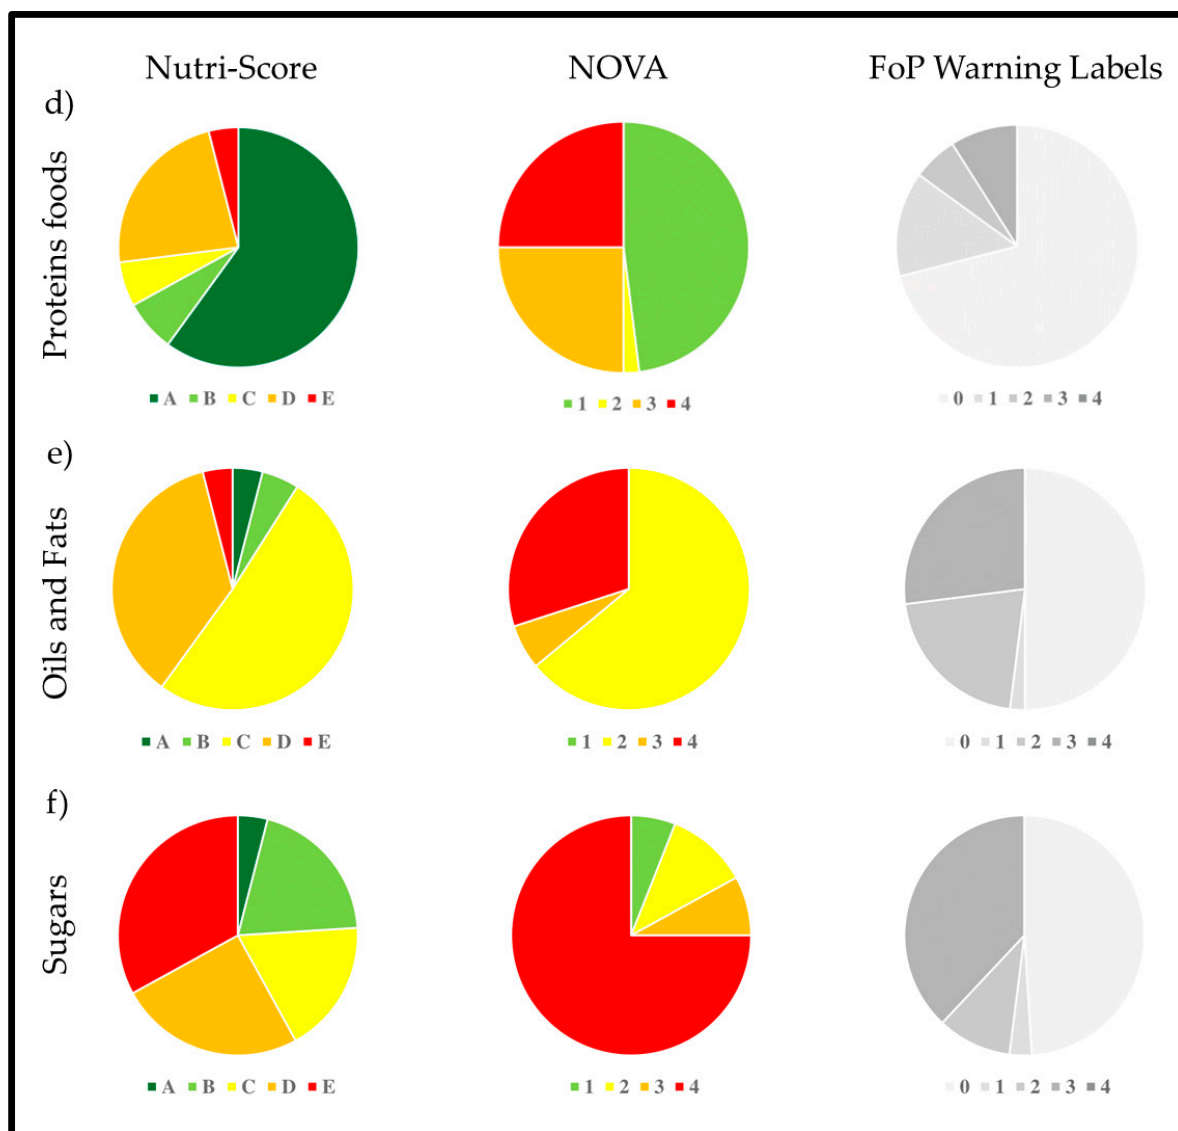 Nutri-Score NOVA FoP Warning Labels
d)
Proteins foods
A B C D E
1 2 3 4
0 1 2 3 4
e)
Oils and Fats
A B C D E
1 2 3 4
0 1 2 3 4
f)
Sugars
A B C D E
1 2 3 4
0 1 2 3 4